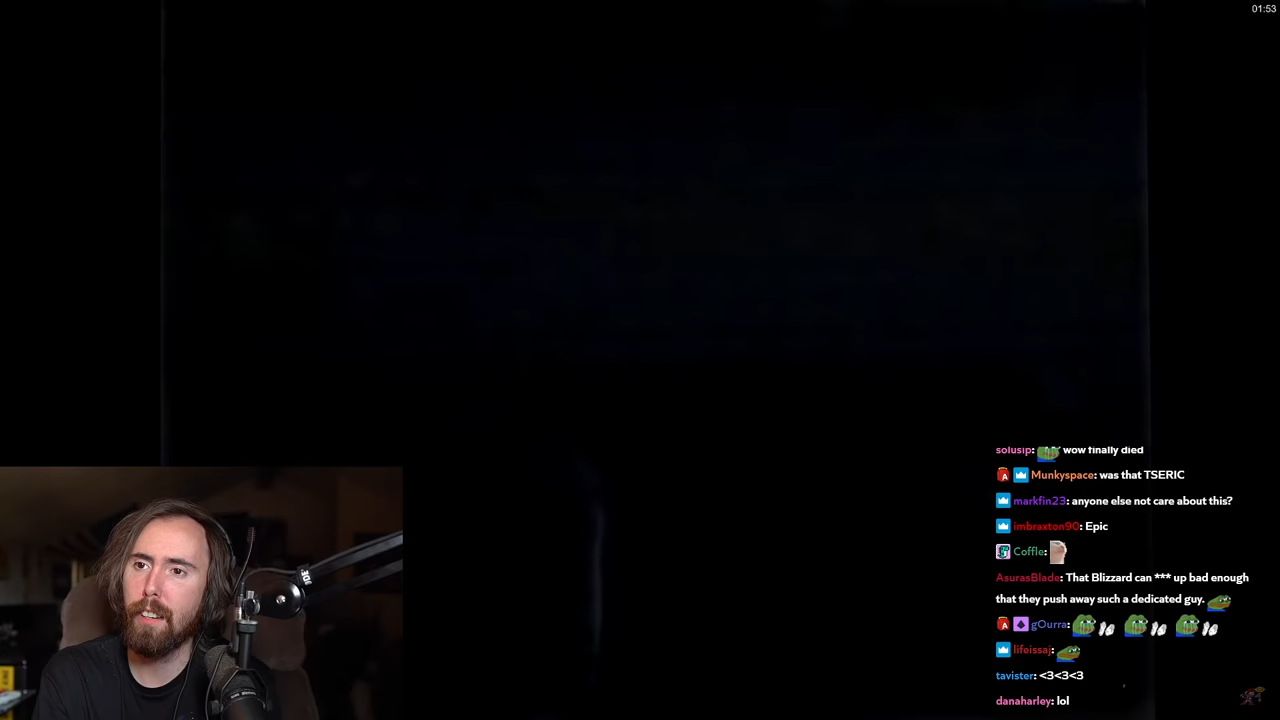 01:53
solusip: wow finally died
Munkyspace: was that TSERIC
markfin23: anyone else not care about this?
imbraxton90: Epic
Coffle:
AsurasBlade: That Blizzard can *** up bad enough
that they push away such a dedicated guy.
gOurra:
lifeissaj:
tavister: <3<3<3
danaharley: lol